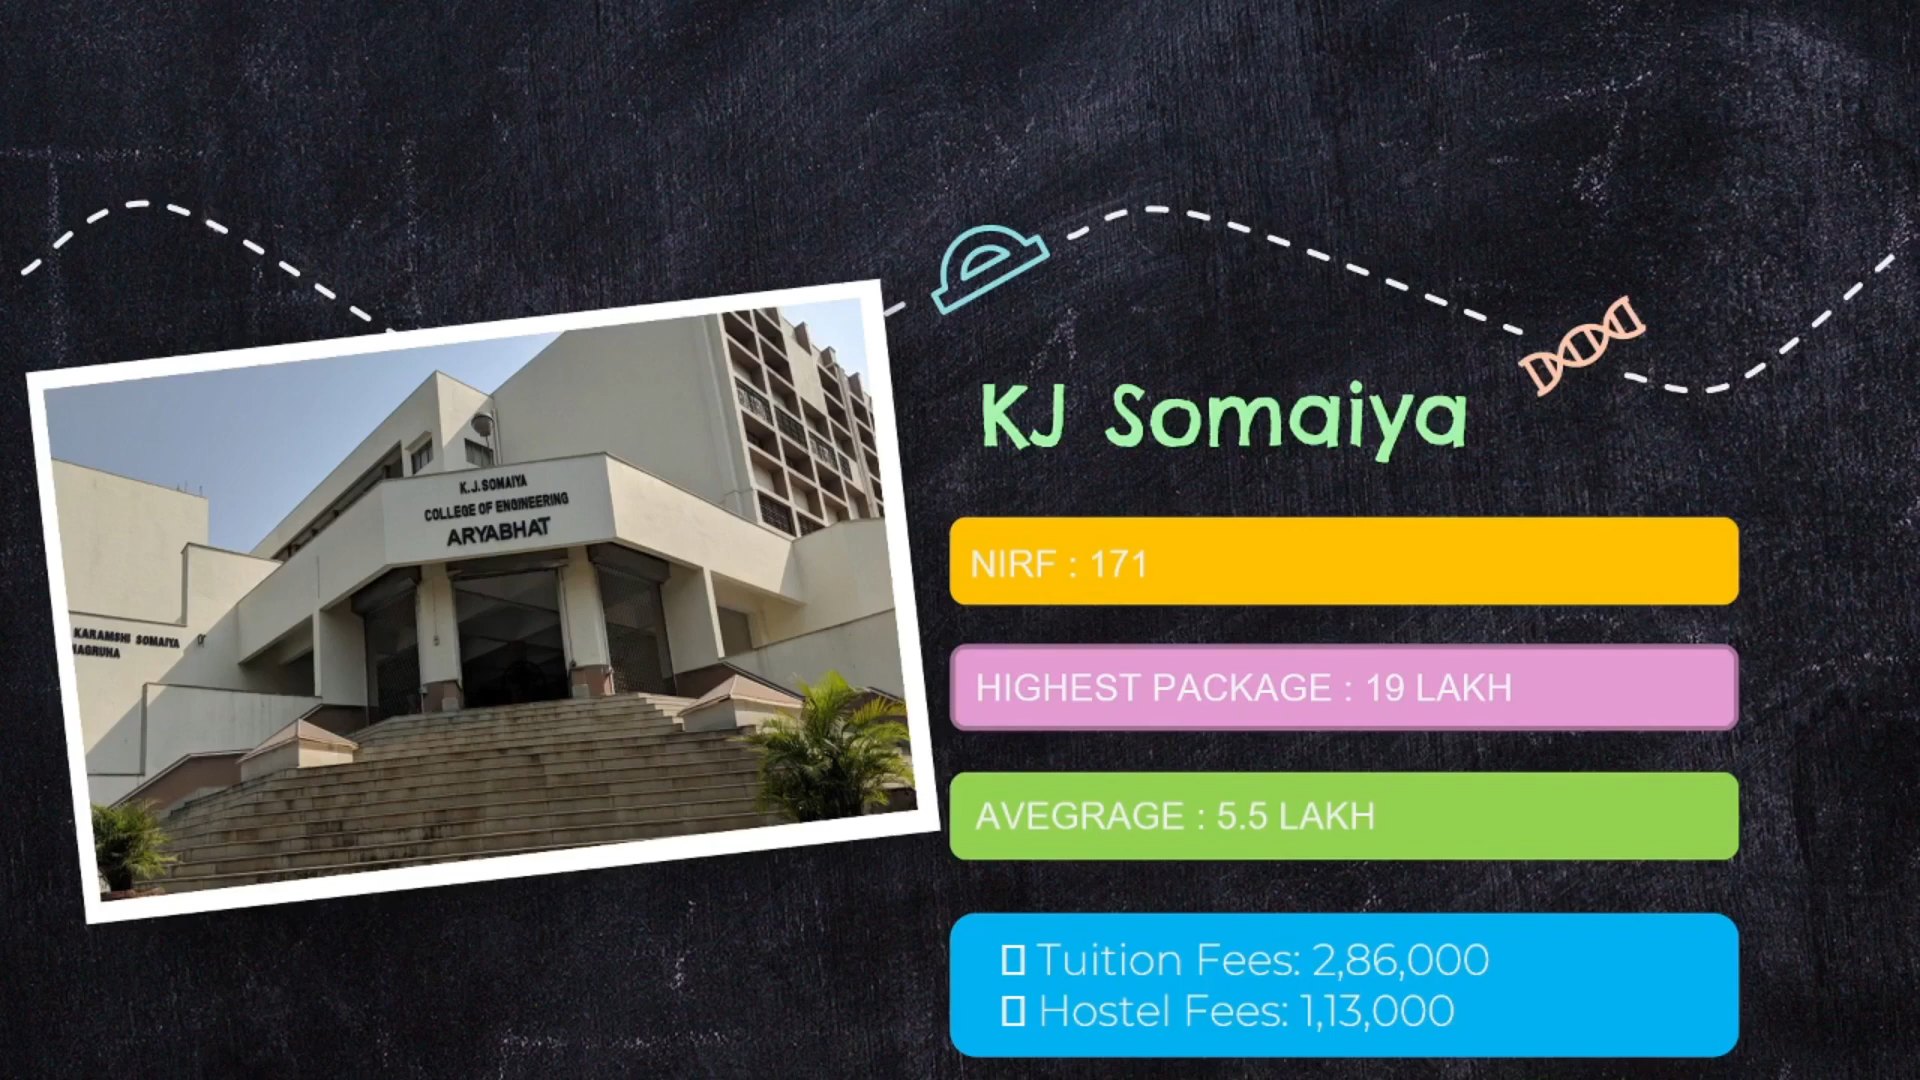 K.J.SOMAIYA
COLLEGE OF ENGINEERING
ARYABHAT
KARAMSHI SOMAIYA
KJ Somaiya
NIRF : 171
HIGHEST PACKAGE : 19 LAKH
AVEGRAGE : 5.5 LAKH
Tuition Fees: 2,86,000
Hostel Fees: 1,13,000